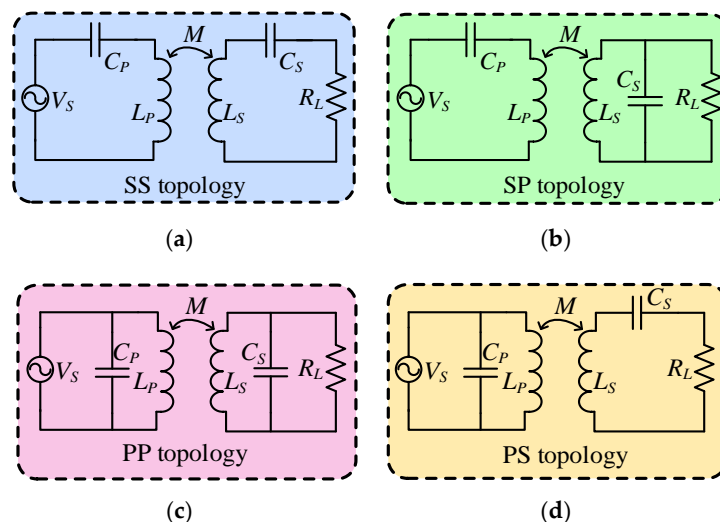 M
C_P
C_S
V_S
L_P
L_S
R_L
SS topology
(a)
M
C_P
C_S
V_S
L_P
L_S
R_L
SP topology
(b)
M
C_P
C_S
V_S
L_P
L_S
R_L
PP topology
(c)
M
C_S
C_P
V_S
L_P
L_S
R_L
PS topology
(d)